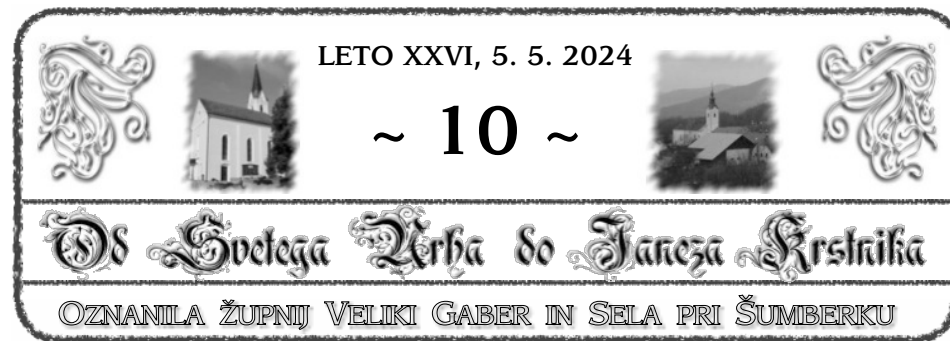 LETO XXVI, 5. 5. 2024
~ 10 ~
Od Svetega Urha do Janeza Krstnika
OZNANILA ŽUPNIJ VELIKI GABER IN SELA PRI ŠUMBERKU